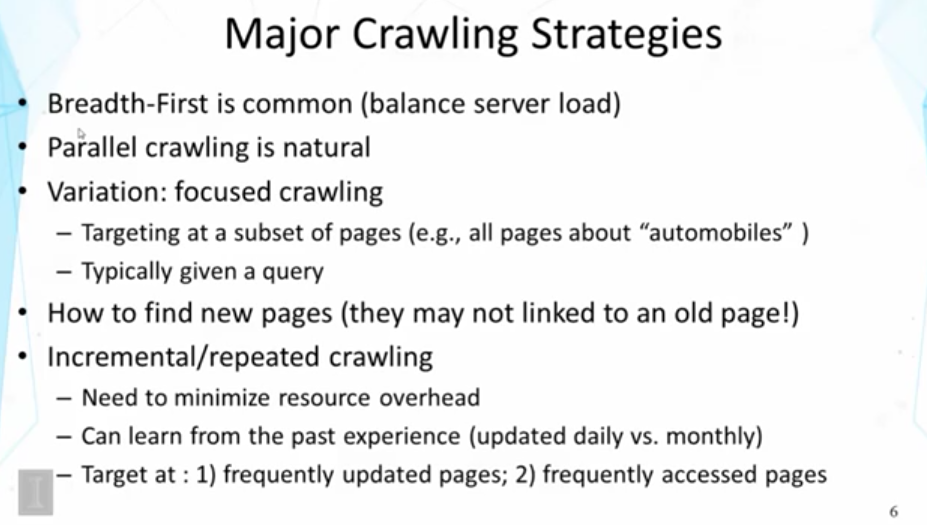 Major Crawling Strategies
• Breadth-First is common (balance server load)
• Parallel crawling is natural
• Variation: focused crawling
– Targeting at a subset of pages (e.g., all pages about “automobiles” )
– Typically given a query
• How to find new pages (they may not linked to an old page!)
• Incremental/repeated crawling
– Need to minimize resource overhead
– Can learn from the past experience (updated daily vs. monthly)
– Target at : 1) frequently updated pages; 2) frequently accessed pages
I
6